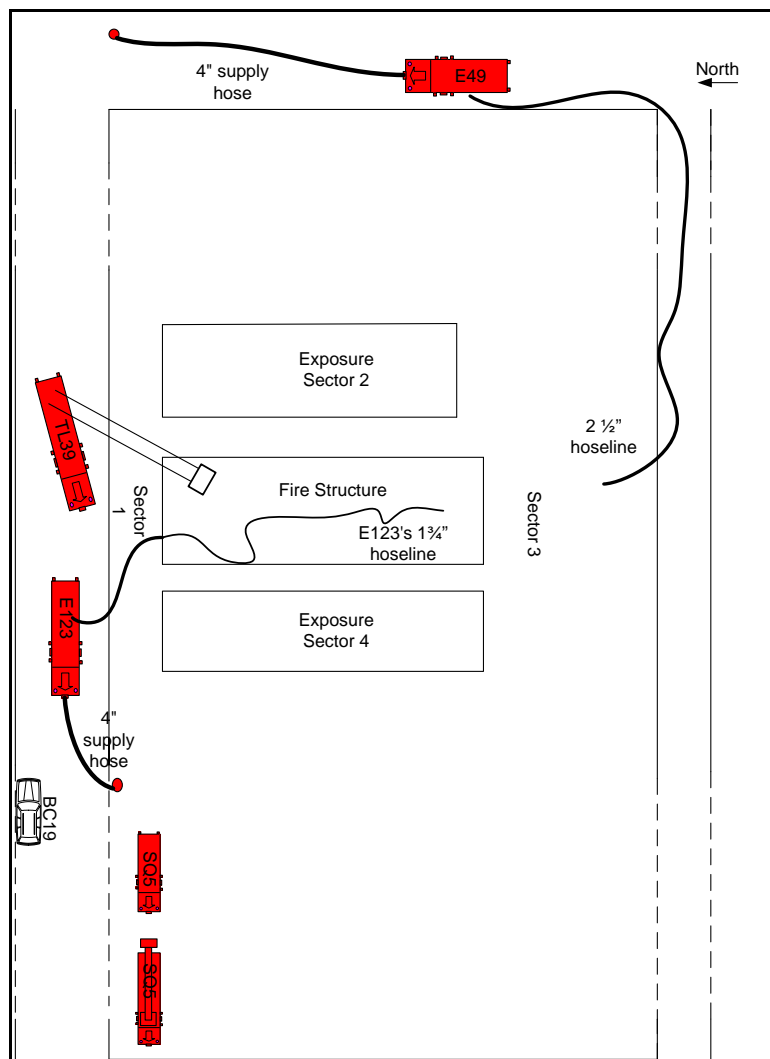 4" supply
hose
E49
North
Exposure
Sector 2
2 ½"
hoseline
TL39
Sector
1
Fire Structure
E123's 1¾"
hoseline
Sector 3
E123
Exposure
Sector 4
4"
supply
hose
BC19
SQ5
SQ5